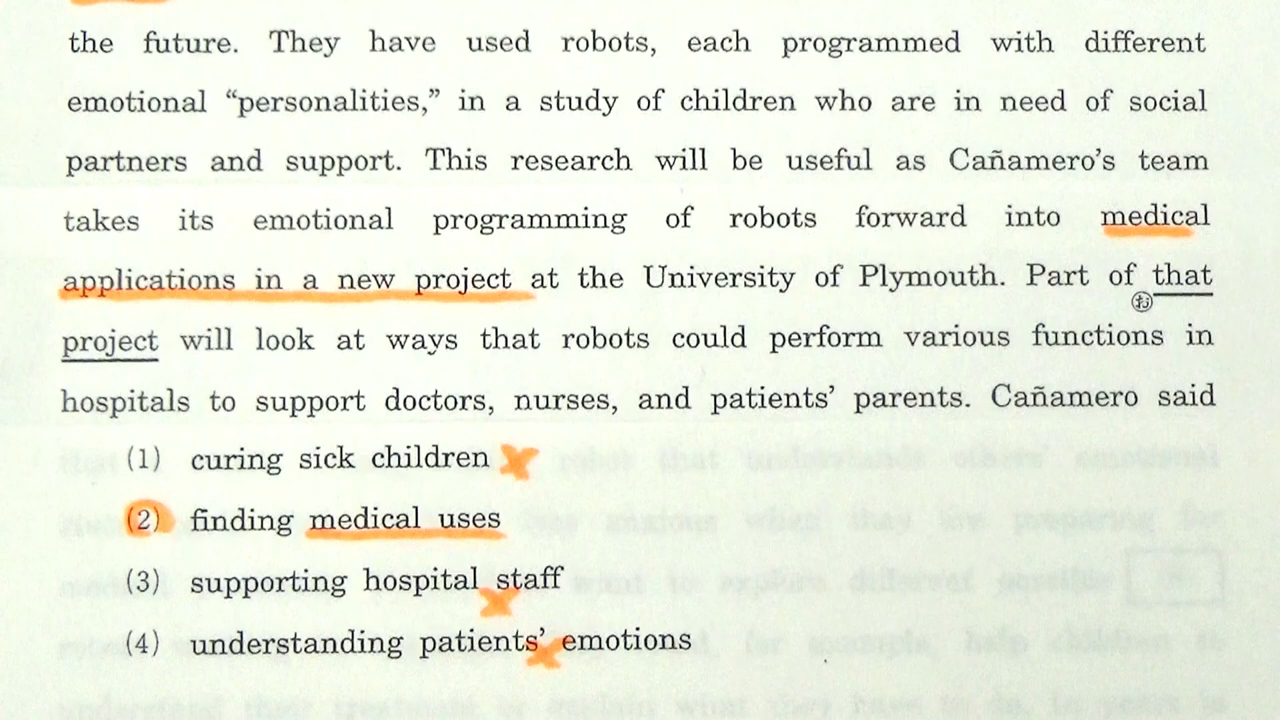 the future. They have used robots, each programmed with different
emotional “personalities,” in a study of children who are in need of social
partners and support. This research will be useful as Cañamero’s team
takes its emotional programming of robots forward into medical
applications in a new project at the University of Plymouth. Part of that
project will look at ways that robots could perform various functions in
hospitals to support doctors, nurses, and patients’ parents. Cañamero said
(1) curing sick children
(2) finding medical uses
(3) supporting hospital staff
(4) understanding patients’ emotions